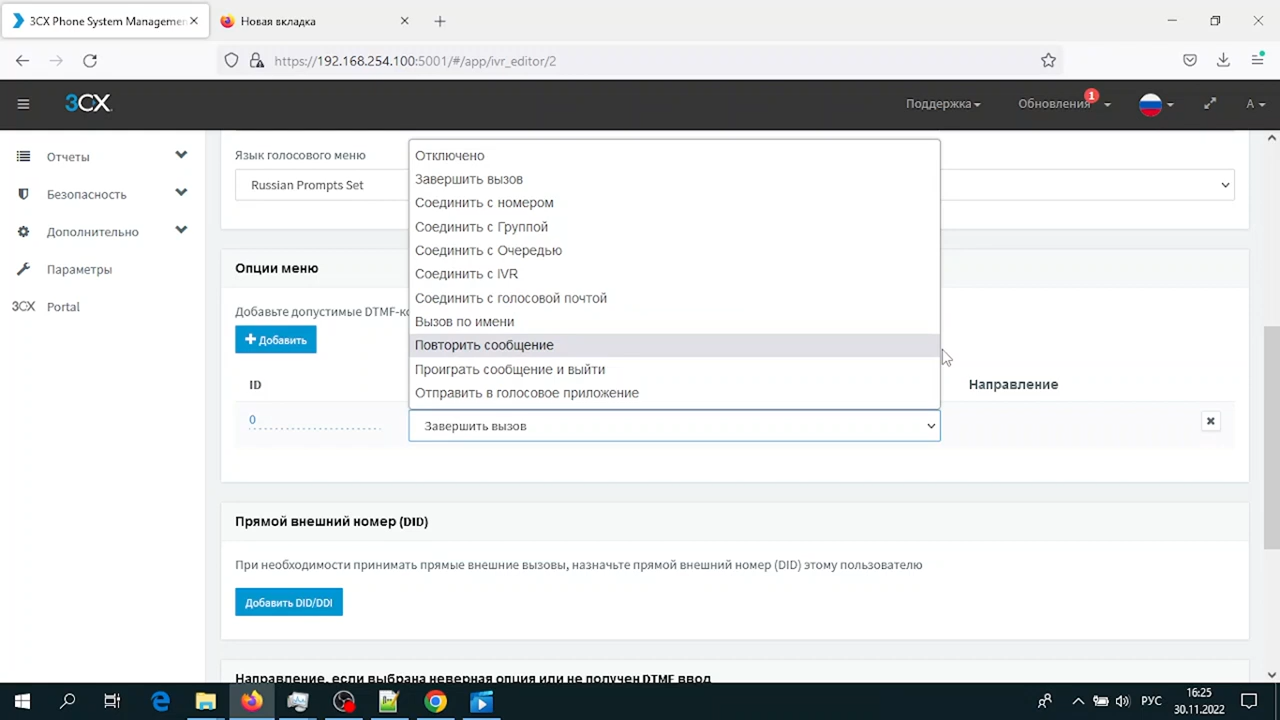 3CX Phone System Managemen
Новая вкладка
https://192.168.254.100:5001/#/app/ivr_editor/2
3CX
Поддержка
Обновления
1
A
Отчеты
Безопасность
Дополнительно
Параметры
3CX Portal
Язык голосового меню
Russian Prompts Set
Отключено
Завершить вызов
Соединить с номером
Соединить с Группой
Соединить с Очередью
Соединить с IVR
Соединить с голосовой почтой
Вызов по имени
Повторить сообщение
Проиграть сообщение и выйти
Отправить в голосовое приложение
Опции меню
Добавьте допустимые DTMF-ко
+ Добавить
ID
Направление
0
Завершить вызов
Прямой внешний номер (DID)
При необходимости принимать прямые внешние вызовы, назначьте прямой внешний номер (DID) этому пользователю
Добавить DID/DDI
Направление, если выбрана неверная опция или не получен DTMF ввод
РУС
16:25
30.11.2022